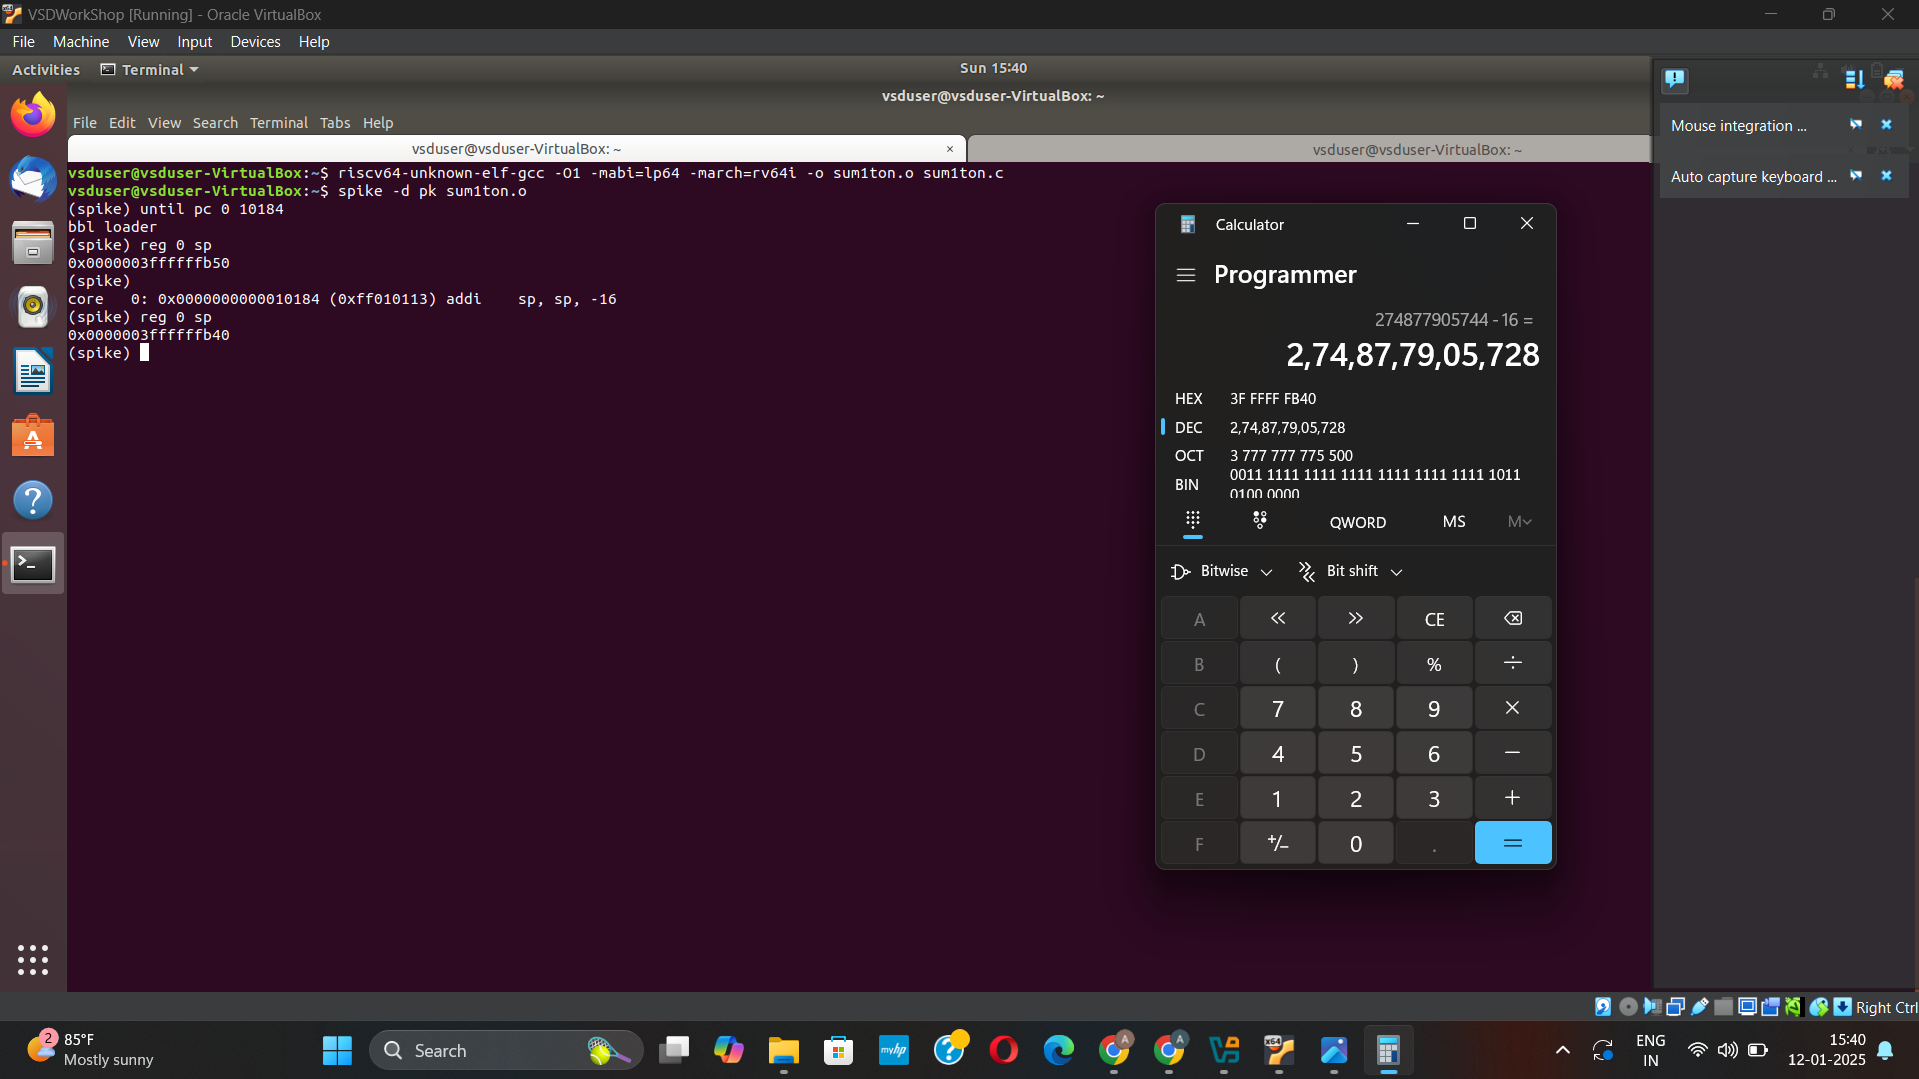 VSDWorkShop [Running] - Oracle VirtualBox
File Machine View Input Devices Help
Activities Terminal
Sun 15:40
vsduser@vsduser-VirtualBox: ~
File Edit View Search Terminal Tabs Help
vsduser@vsduser-VirtualBox: ~ ×
vsduser@vsduser-VirtualBox: ~
vsduser@vsduser-VirtualBox:~$ riscv64-unknown-elf-gcc -O1 -mabi=lp64 -march=rv64i -o sum1ton.o sum1ton.c
vsduser@vsduser-VirtualBox:~$ spike -d pk sum1ton.o
(spike) until pc 0 10184
bbl loader
(spike) reg 0 sp
0x0000003ffffffb50
(spike)
core   0: 0x0000000000010184 (0xff010113) addi    sp, sp, -16
(spike) reg 0 sp
0x0000003ffffffb40
(spike)
Mouse integration ...
Auto capture keyboard ...
Calculator
Programmer
274877905744 - 16 =
2,74,87,79,05,728
HEX 3F FFFF FB40
DEC 2,74,87,79,05,728
OCT 3 777 777 775 500
BIN 0011 1111 1111 1111 1111 1111 1111 1011
0100 0000
QWORD MS M
Bitwise Bit shift
A « » CE
B ( ) % ÷
C 7 8 9 ×
D 4 5 6 −
E 1 2 3 +
F +/− 0 . =
Right Ctrl
2
85°F
Mostly sunny
Search
myhp
A
A
x64
ENG
IN
15:40
12-01-2025